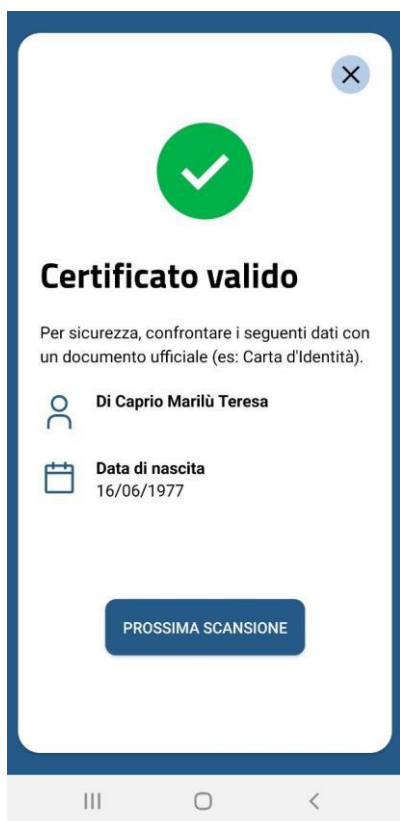 Certificato valido
Per sicurezza, confrontare i seguenti dati con
un documento ufficiale (es: Carta d'Identità).
Di Caprio Marilù Teresa
Data di nascita
16/06/1977
PROSSIMA SCANSIONE